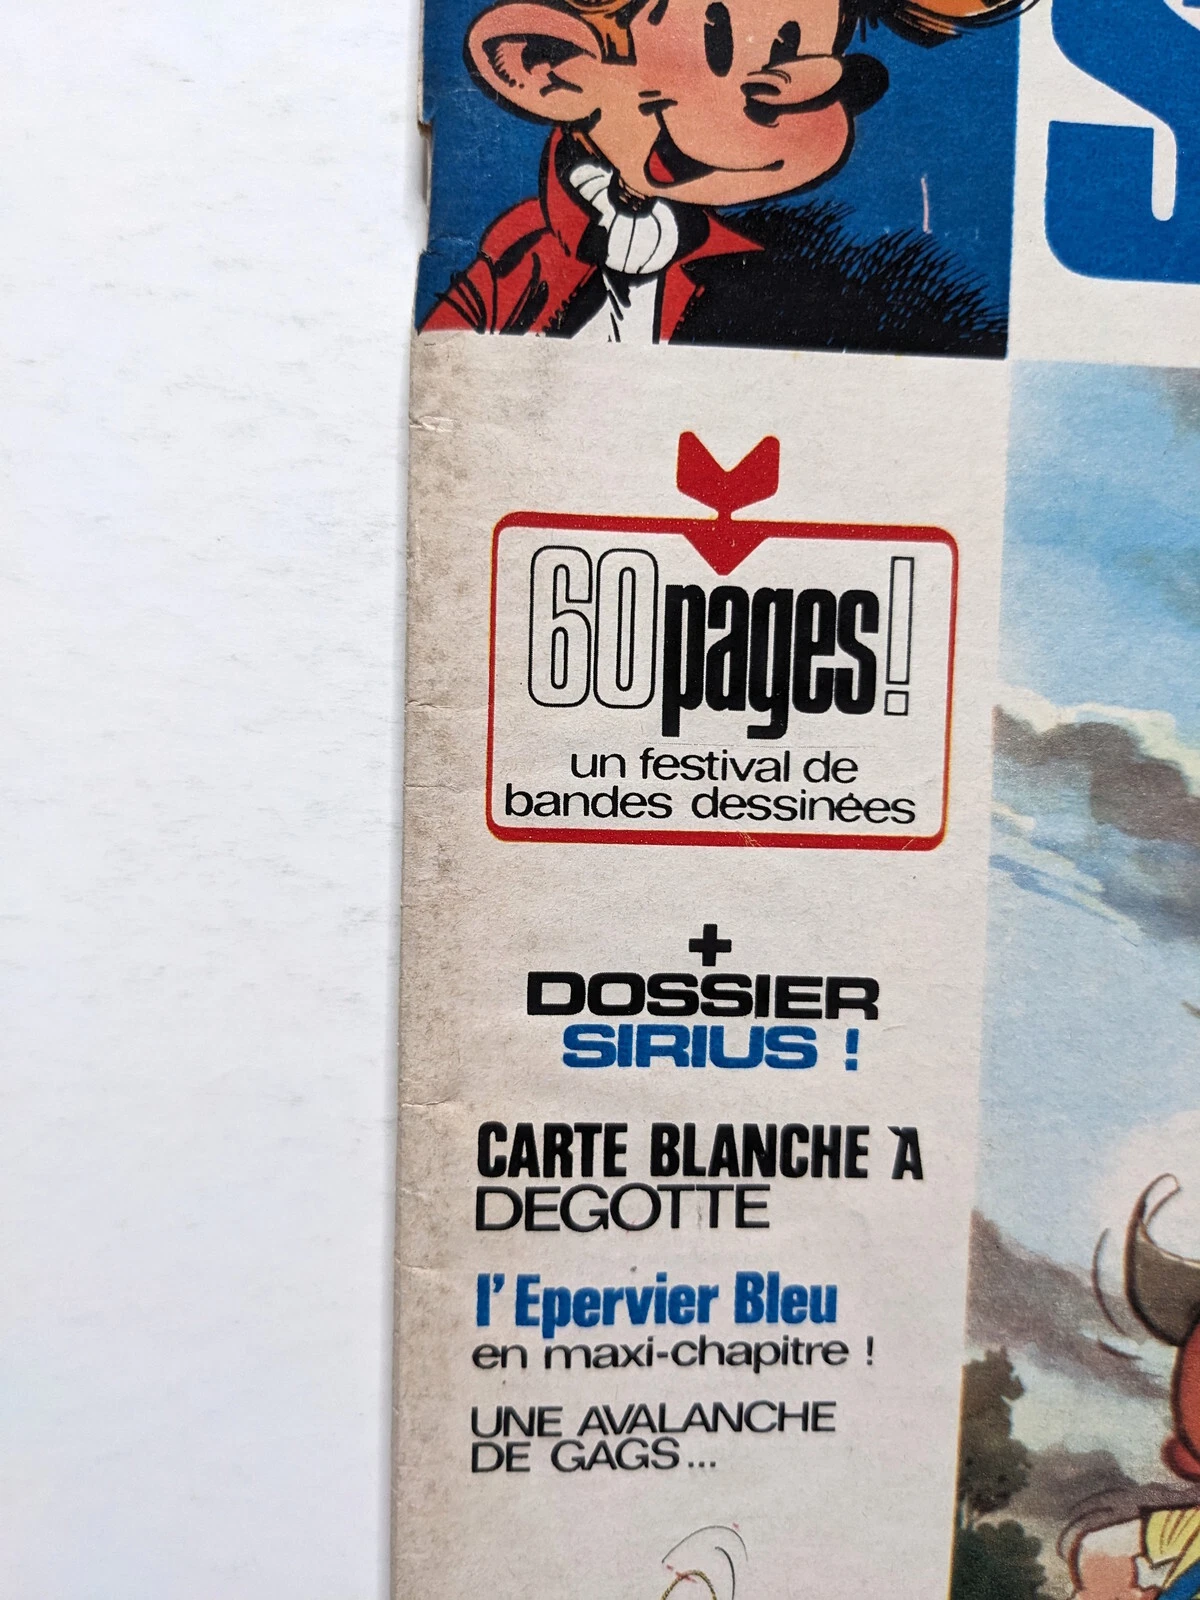 60 pages!
un festival de
bandes dessinées
+
DOSSIER
SIRIUS !
CARTE BLANCHE À
DEGOTTE
l'Epervier Bleu
en maxi-chapitre !
UNE AVALANCHE
DE GAGS...